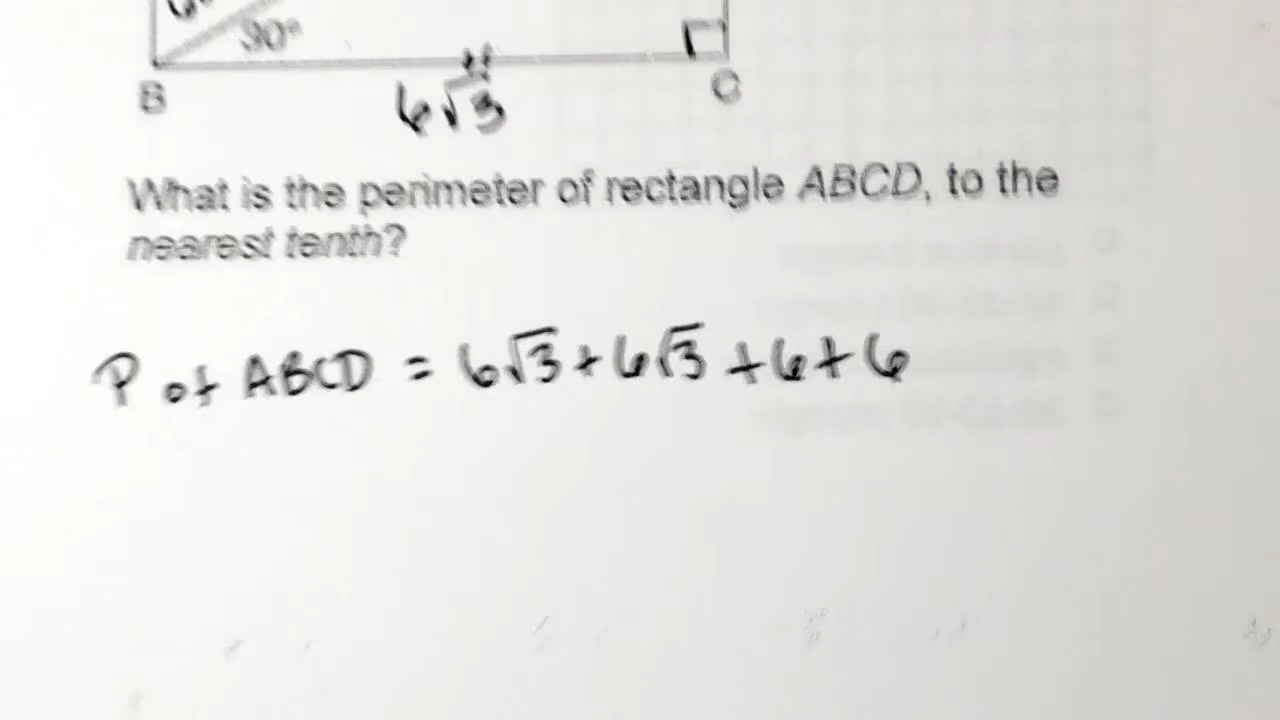 30°
B
C
6√3
What is the perimeter of rectangle ABCD, to the
nearest tenth?
P of ABCD = 6√3 + 6√3 + 6 + 6